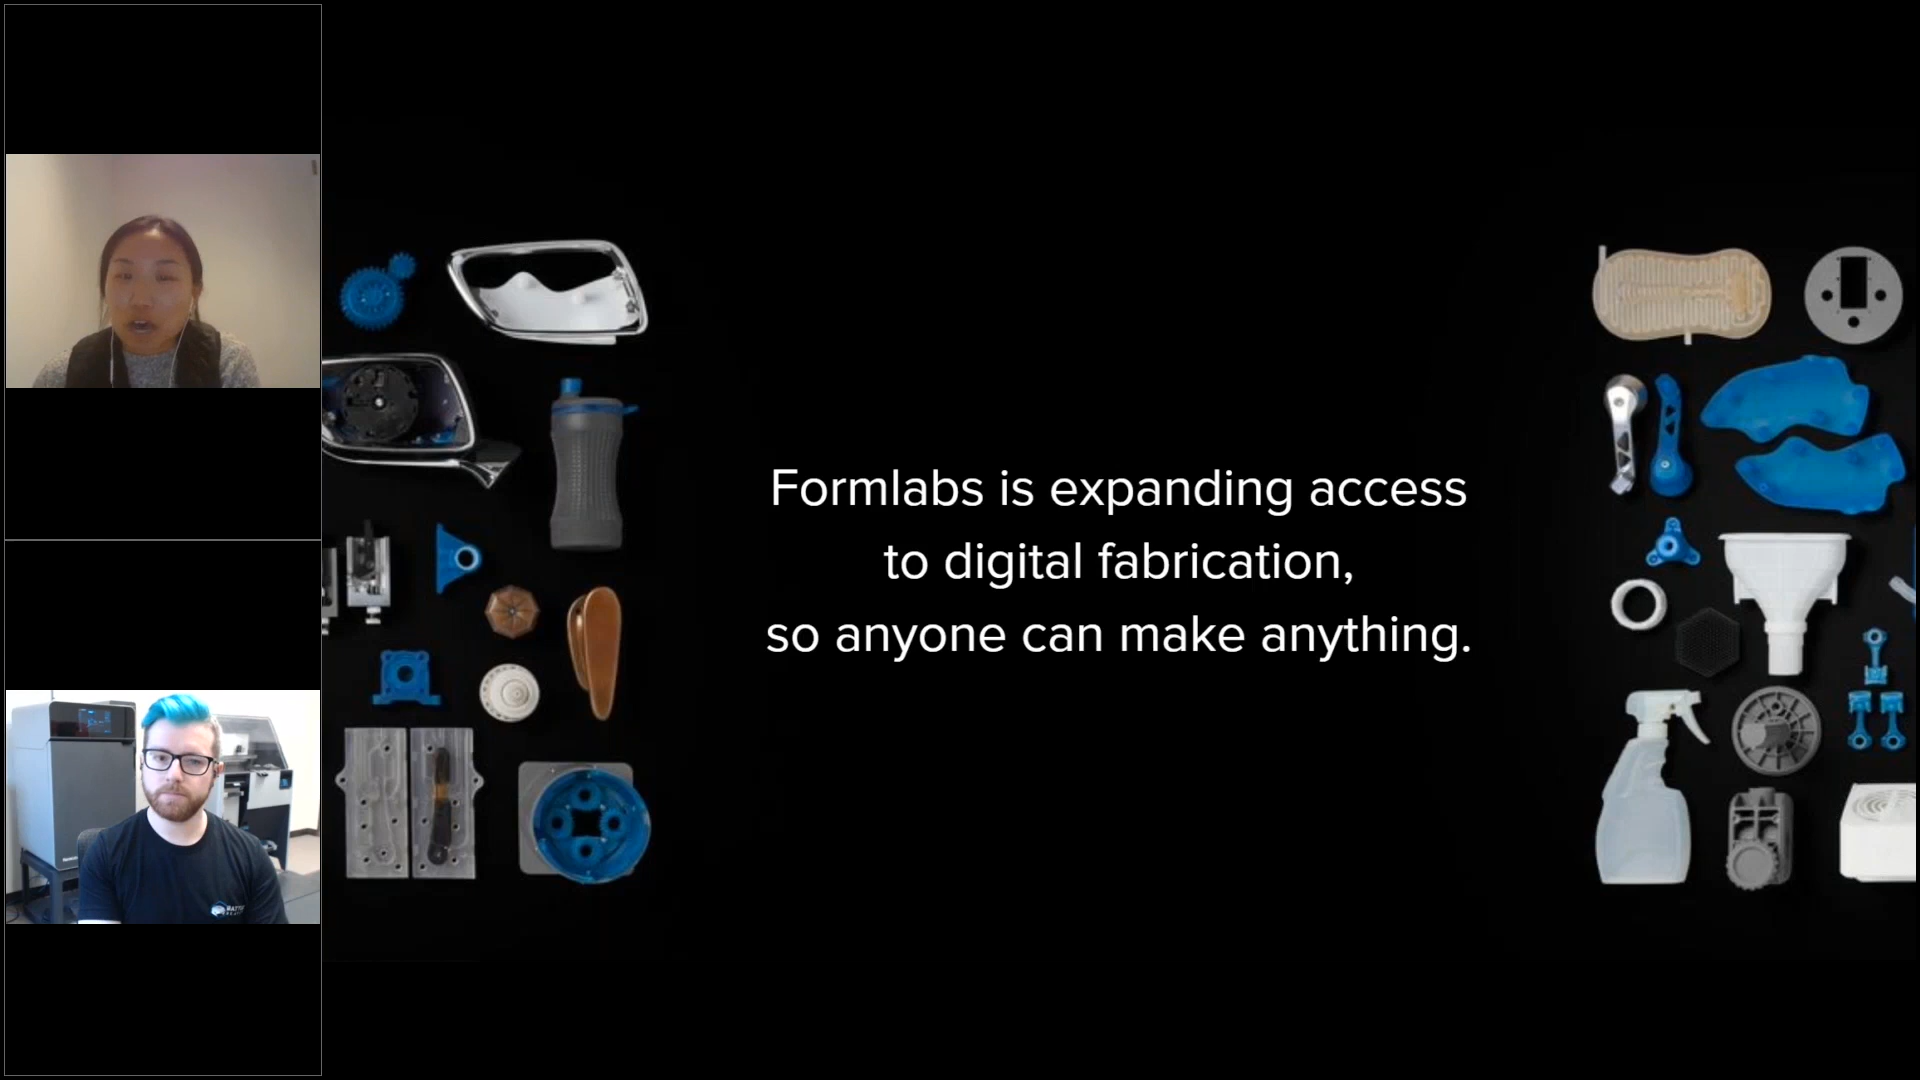 Formlabs is expanding access
to digital fabrication,
so anyone can make anything.